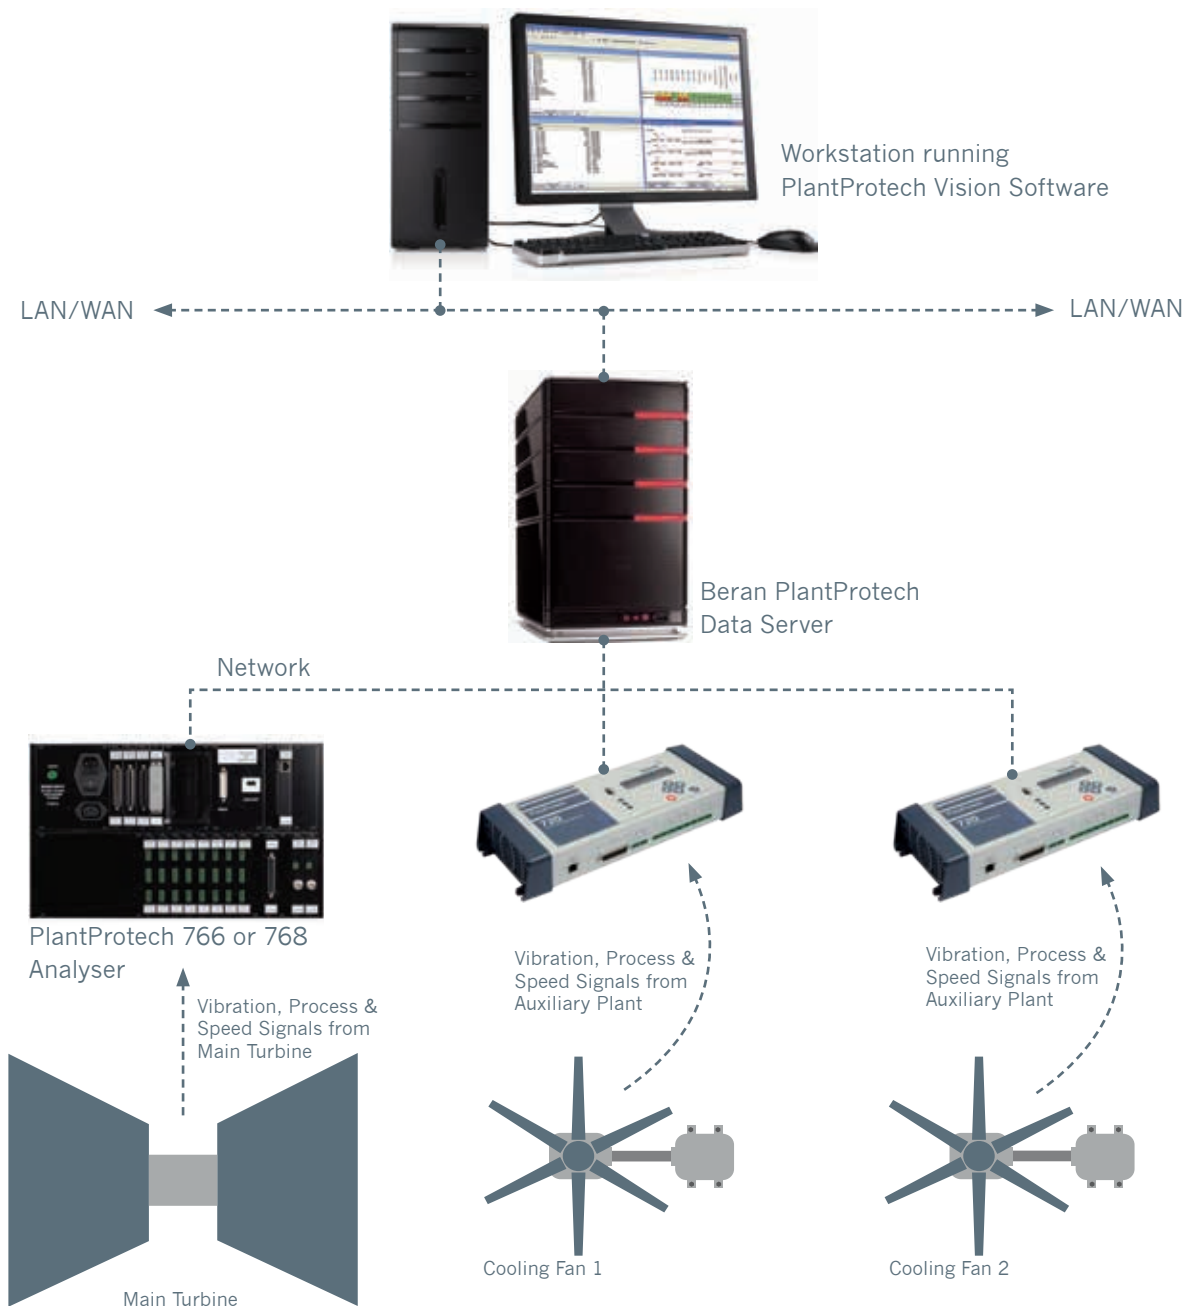 Workstation running
PlantProtech Vision Software
LAN/WAN
LAN/WAN
Beran PlantProtech
Data Server
Network
720
720
PlantProtech 766 or 768
Analyser
Vibration, Process &
Speed Signals from
Main Turbine
Vibration, Process &
Speed Signals from
Auxiliary Plant
Vibration, Process &
Speed Signals from
Auxiliary Plant
Cooling Fan 1
Cooling Fan 2
Main Turbine